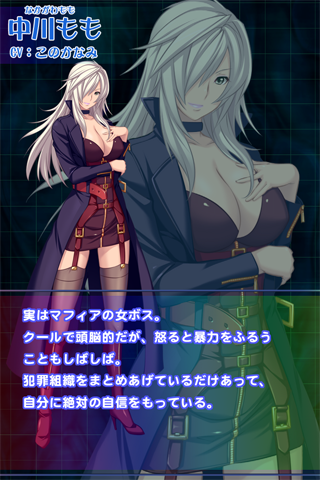 なかがわもも
中川もも
CV：このかなみ
実はマフィアの女ボス。
クールで頭脳的だが、怒ると暴力をふるう
こともしばしば。
犯罪組織をまとめあげているだけあって、
自分に絶対の自信をもっている。